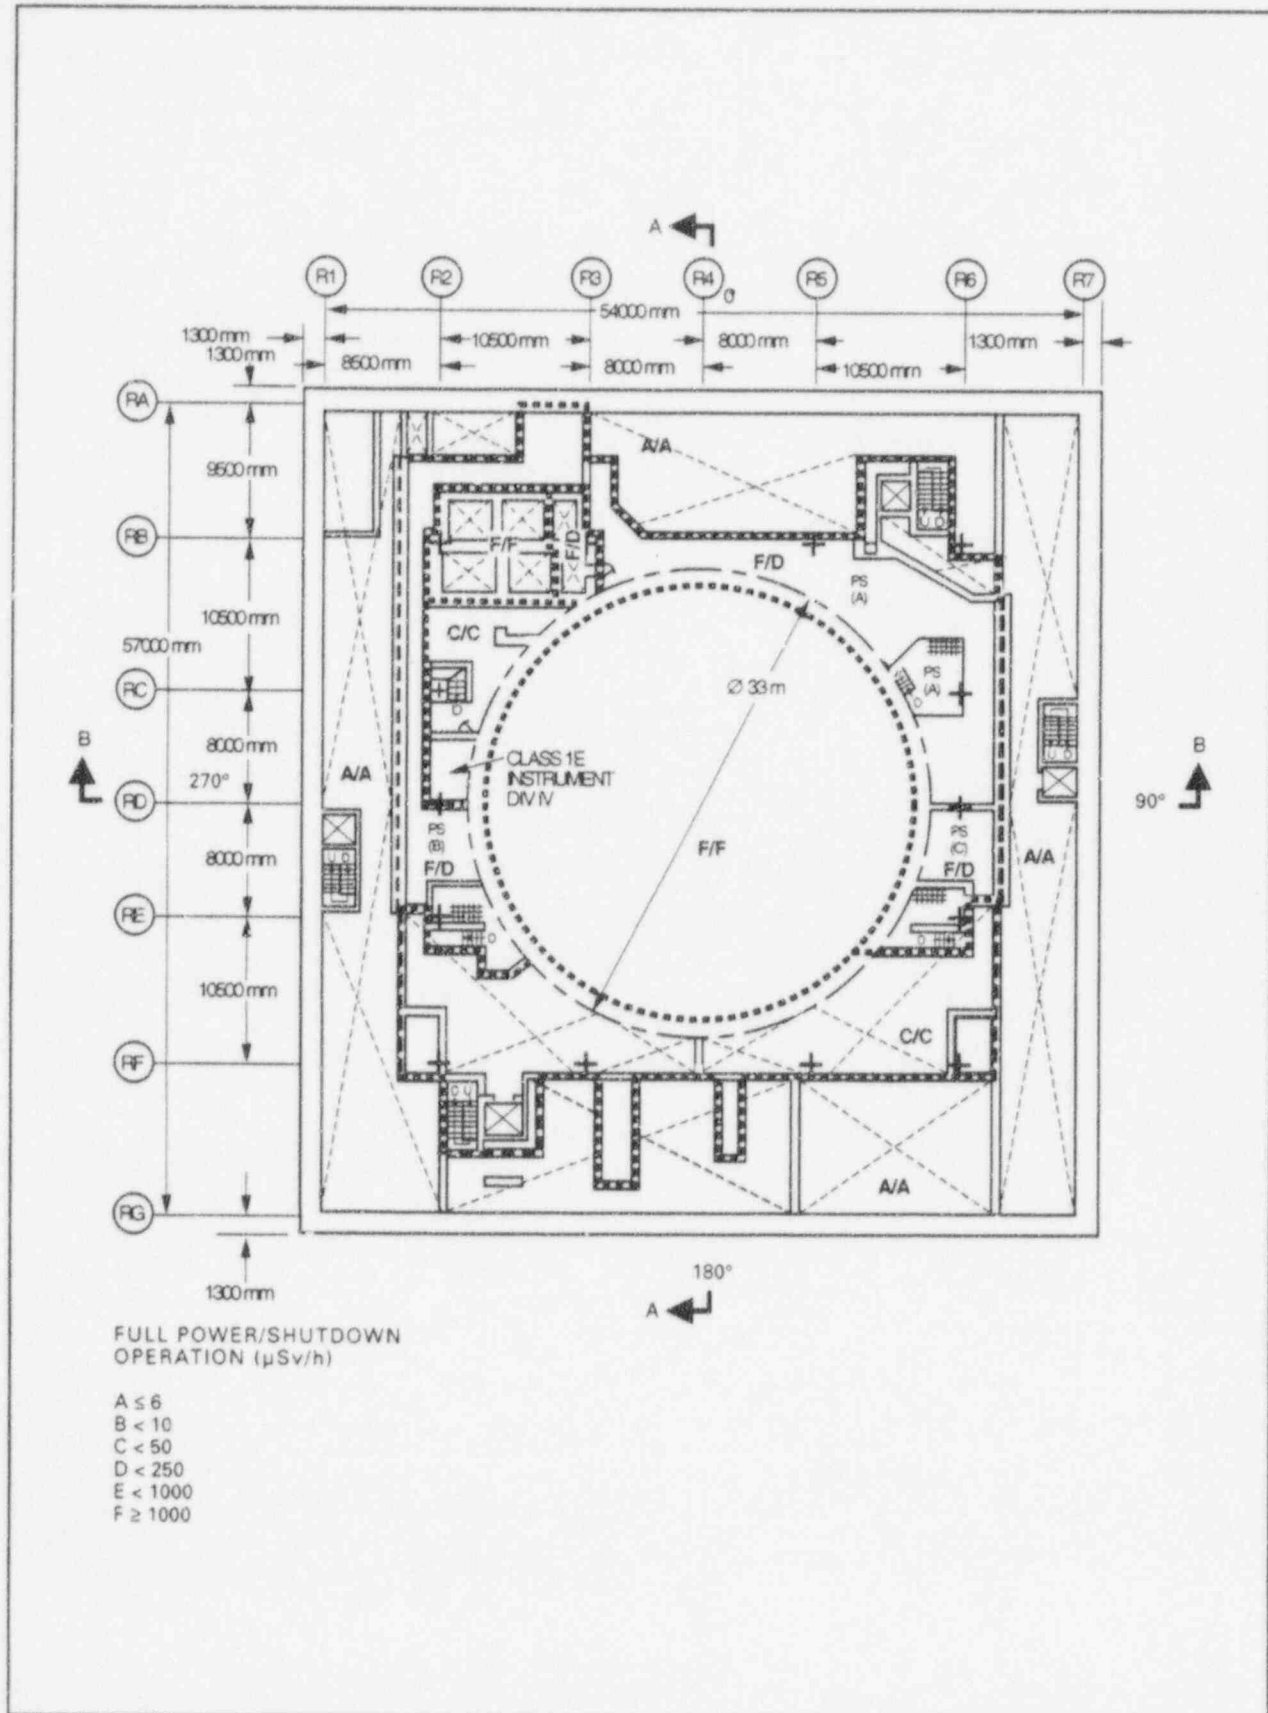 A
R1 R2 R3 R4 R5 R6 R7
0°
54000 mm
1300 mm 10500 mm 8000 mm 1300 mm
1300 mm 8500 mm 8000 mm 10500 mm
RA
A/A
9500 mm
RB
F/F F/D F/D
PS
(A)
10500 mm
C/C
57000 mm
PS
(A)
RC
Ø 33 m
8000 mm
CLASS 1E
INSTRUMENT
DIV IV
B
B
A/A
270°
RD
90°
PS
(B)
PS
(C)
F/F
8000 mm
F/D
F/D
A/A
RE
10500 mm
C/C
RF
A/A
RG
180°
1300 mm
A
FULL POWER/SHUTDOWN
OPERATION (µSv/h)
A ≤ 6
B < 10
C < 50
D < 250
E < 1000
F ≥ 1000